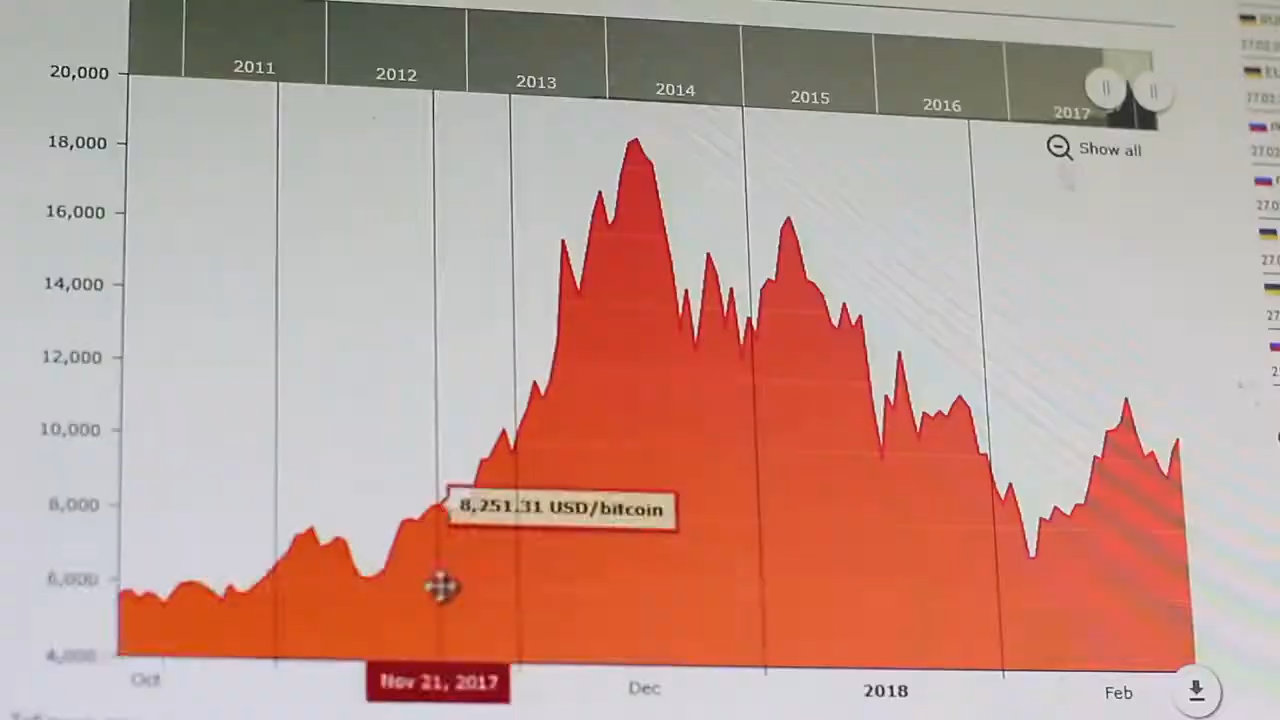 2011
2012
2013
2014
2015
2016
2017
Show all
20,000
18,000
16,000
14,000
12,000
10,000
8,000
6,000
4,000
8,251.31 USD/bitcoin
Oct
Nov 21, 2017
Dec
2018
Feb